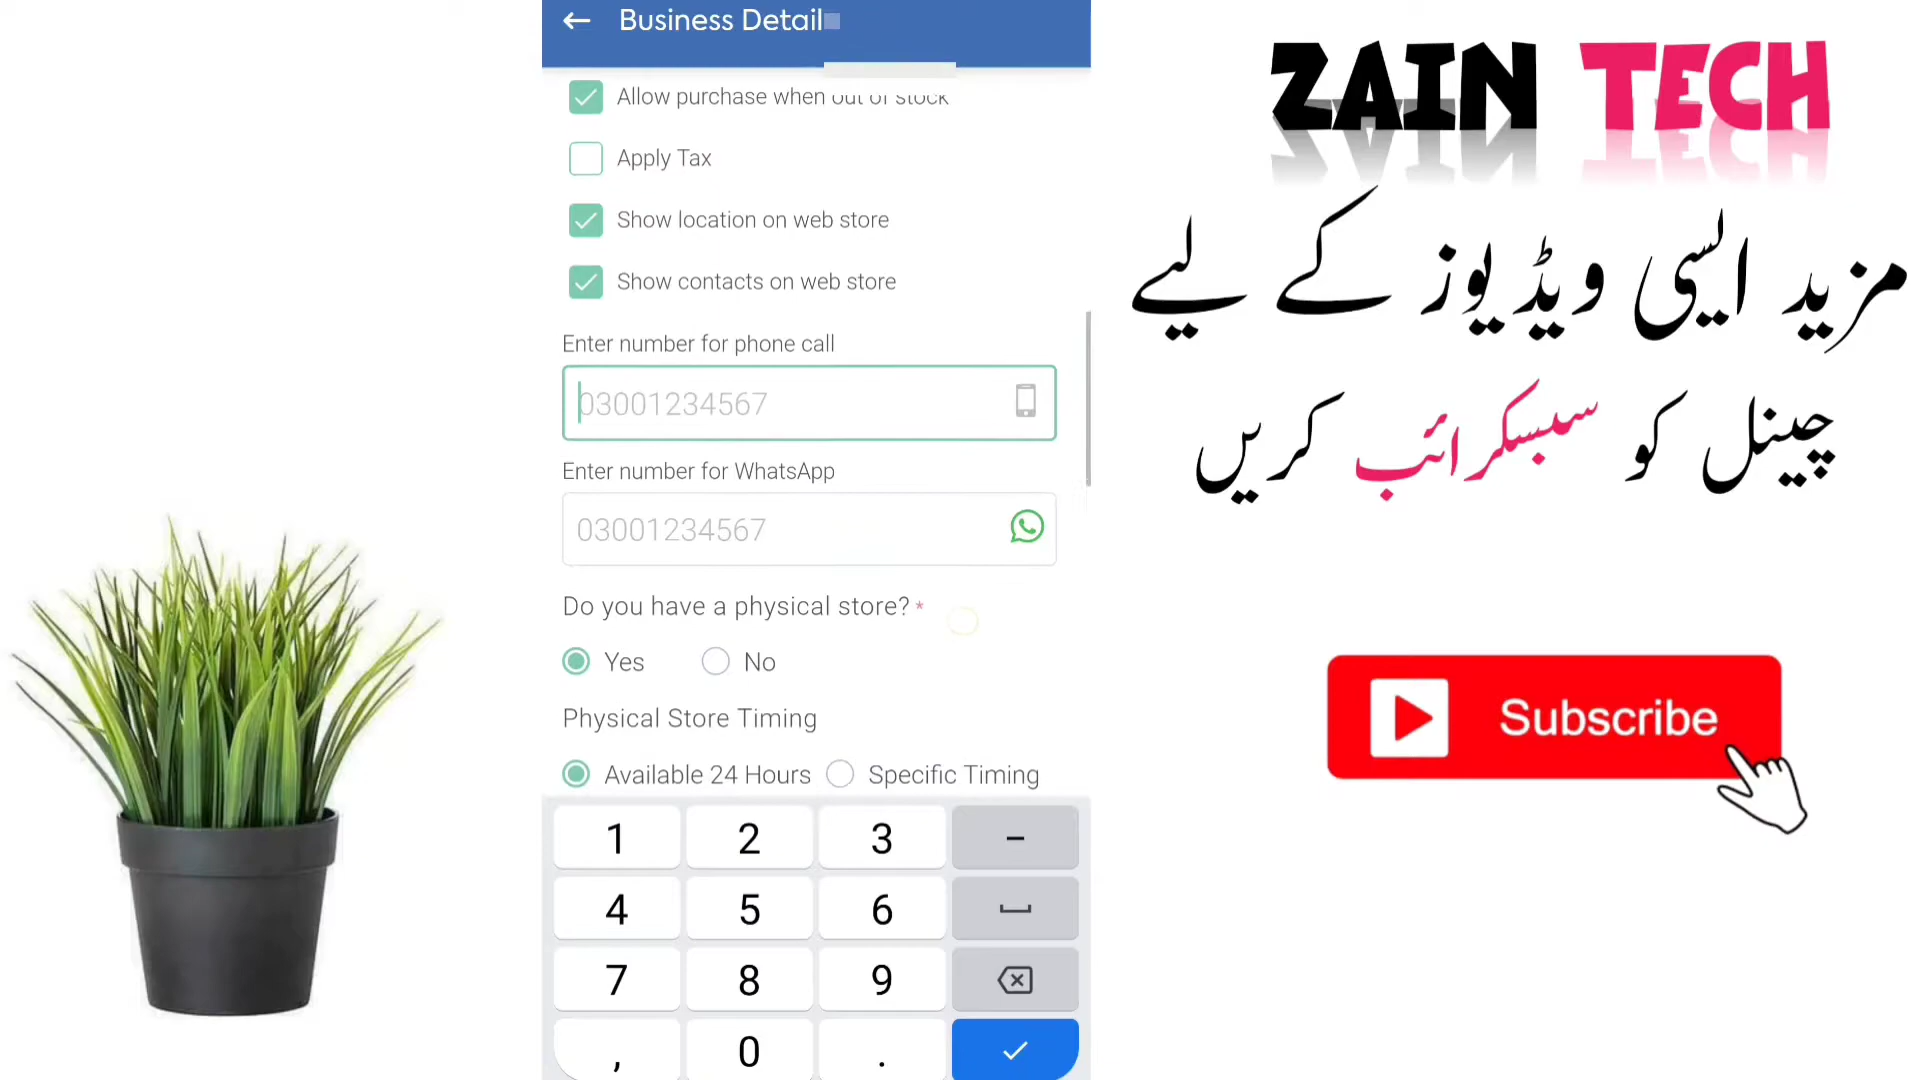 Business Detail
Allow purchase when out of stock
Apply Tax
Show location on web store
Show contacts on web store
Enter number for phone call
03001234567
Enter number for WhatsApp
03001234567
Do you have a physical store? *
Yes No
Physical Store Timing
Available 24 Hours Specific Timing
1 2 3 -
4 5 6
7 8 9
, 0 .
ZAIN TECH
مزید ایسی ویڈیوز کے لیے
چینل کو سبسکرائب کریں
Subscribe